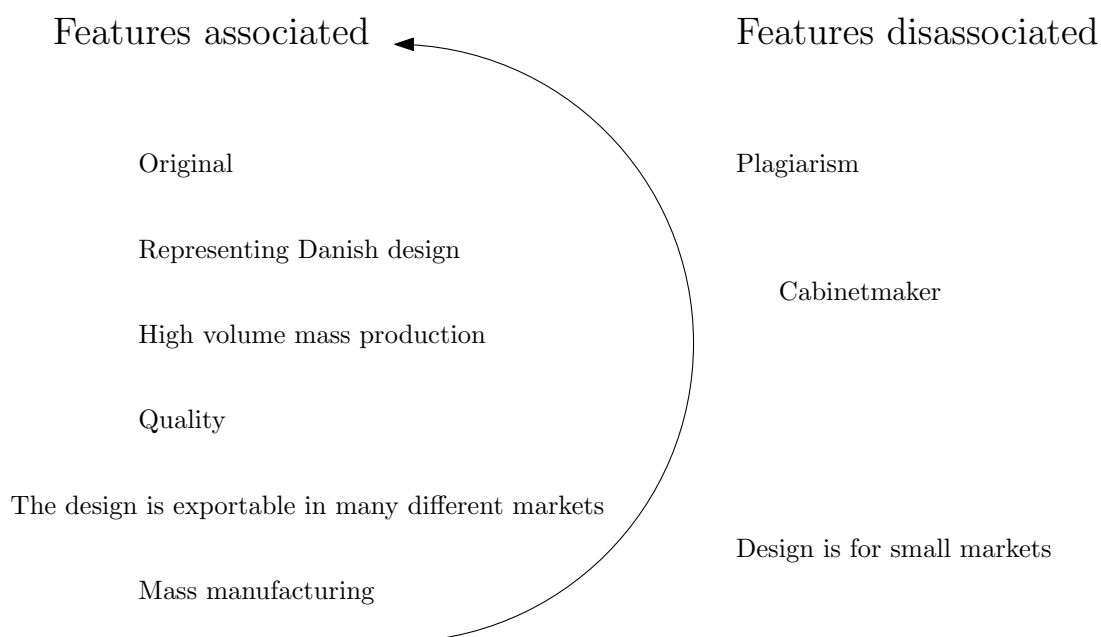 Features associated
Features disassociated
Original
Plagiarism
Representing Danish design
Cabinetmaker
High volume mass production
Quality
The design is exportable in many different markets
Design is for small markets
Mass manufacturing